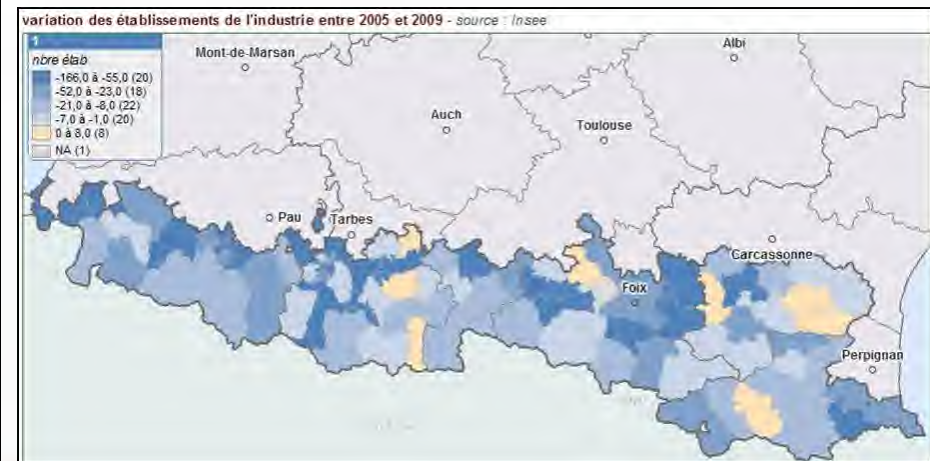 variation des établissements de l'industrie entre 2005 et 2009 - source : Insee
1
nbre étab
-166,0 à -55,0 (20)
-52,0 à -23,0 (18)
-21,0 à -8,0 (22)
-7,0 à -1,0 (20)
0 à 8,0 (8)
NA (1)
Mont-de-Marsan
Albi
Auch
Toulouse
Pau
Tarbes
Carcassonne
Foix
Perpignan